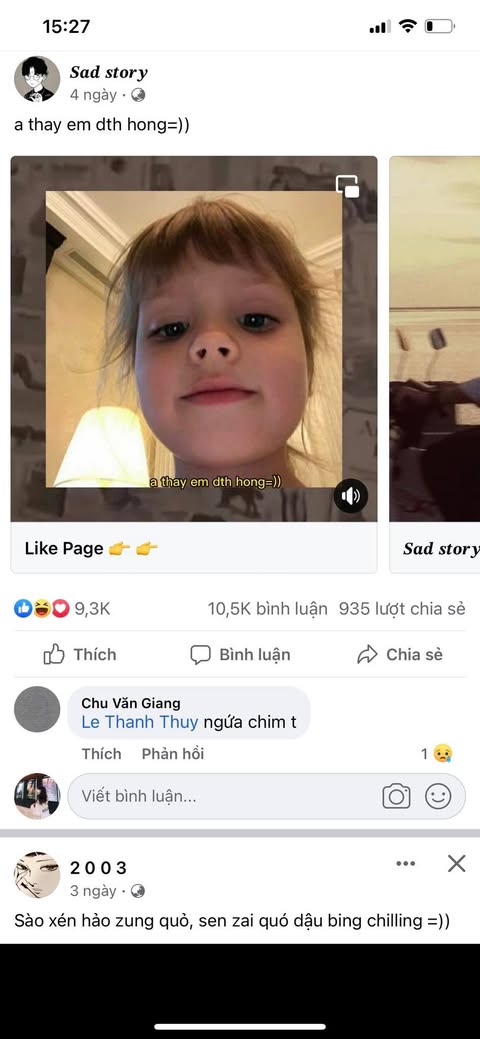 15:27
Sad story
4 ngày ·
a thay em dth hong=))
a thay em dth hong=))
Like Page 👉 👉
Sad story
9,3K 10,5K bình luận 935 lượt chia sẻ
Thích Bình luận Chia sẻ
Chu Văn Giang
Le Thanh Thuy ngứa chim t
Thích Phản hồi 1 😢
Viết bình luận...
2 0 0 3
3 ngày ·
Sào xén hảo zung quỏ, sen zai quó dậu bing chilling =))